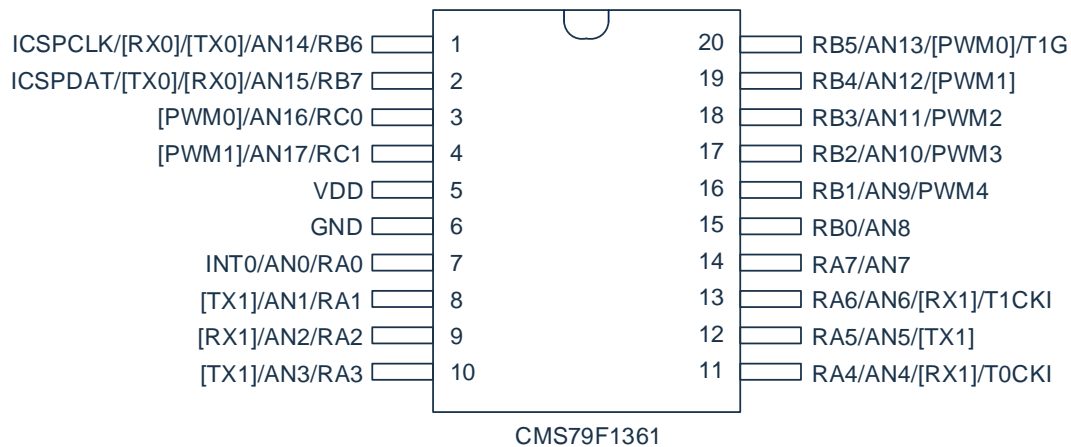 ICSPCLK/[RX0]/[TX0]/AN14/RB6 1 20 RB5/AN13/[PWM0]/T1G
ICSPDAT/[TX0]/[RX0]/AN15/RB7 2 19 RB4/AN12/[PWM1]
[PWM0]/AN16/RC0 3 18 RB3/AN11/PWM2
[PWM1]/AN17/RC1 4 17 RB2/AN10/PWM3
VDD 5 16 RB1/AN9/PWM4
GND 6 15 RB0/AN8
INT0/AN0/RA0 7 14 RA7/AN7
[TX1]/AN1/RA1 8 13 RA6/AN6/[RX1]/T1CKI
[RX1]/AN2/RA2 9 12 RA5/AN5/[TX1]
[TX1]/AN3/RA3 10 11 RA4/AN4/[RX1]/T0CKI
CMS79F1361